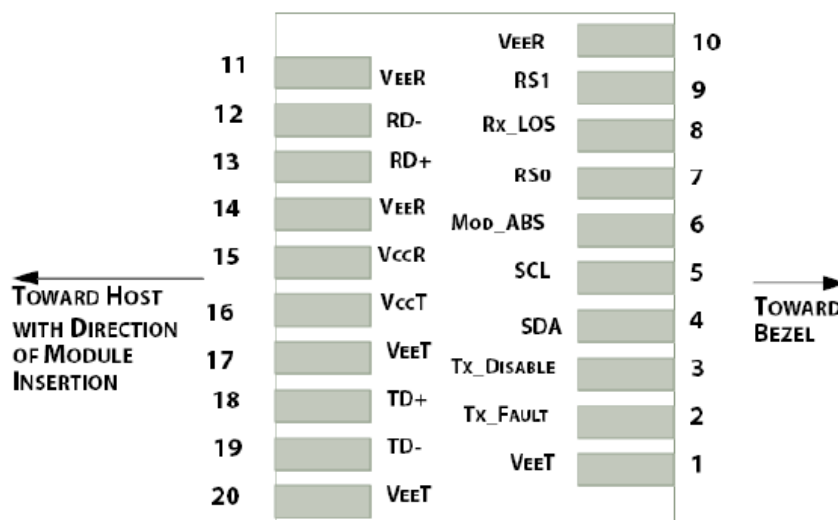 VEER 10
11 VEER
RS1 9
12 RD-
Rx_LOS 8
13 RD+
RS0 7
14 VEER
MOD_ABS 6
15 VCCR
SCL 5
16 VCCT
SDA 4
17 VEET
TX_DISABLE 3
18 TD+
TX_FAULT 2
19 TD-
VEET 1
20 VEET
TOWARD HOST
WITH DIRECTION
OF MODULE
INSERTION
TOWARD
BEZEL